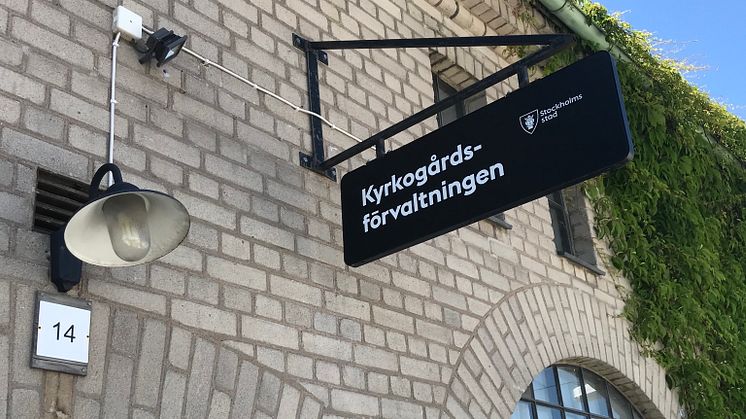 Kyrkogårds-
förvaltningen
Stockholms
stad
14